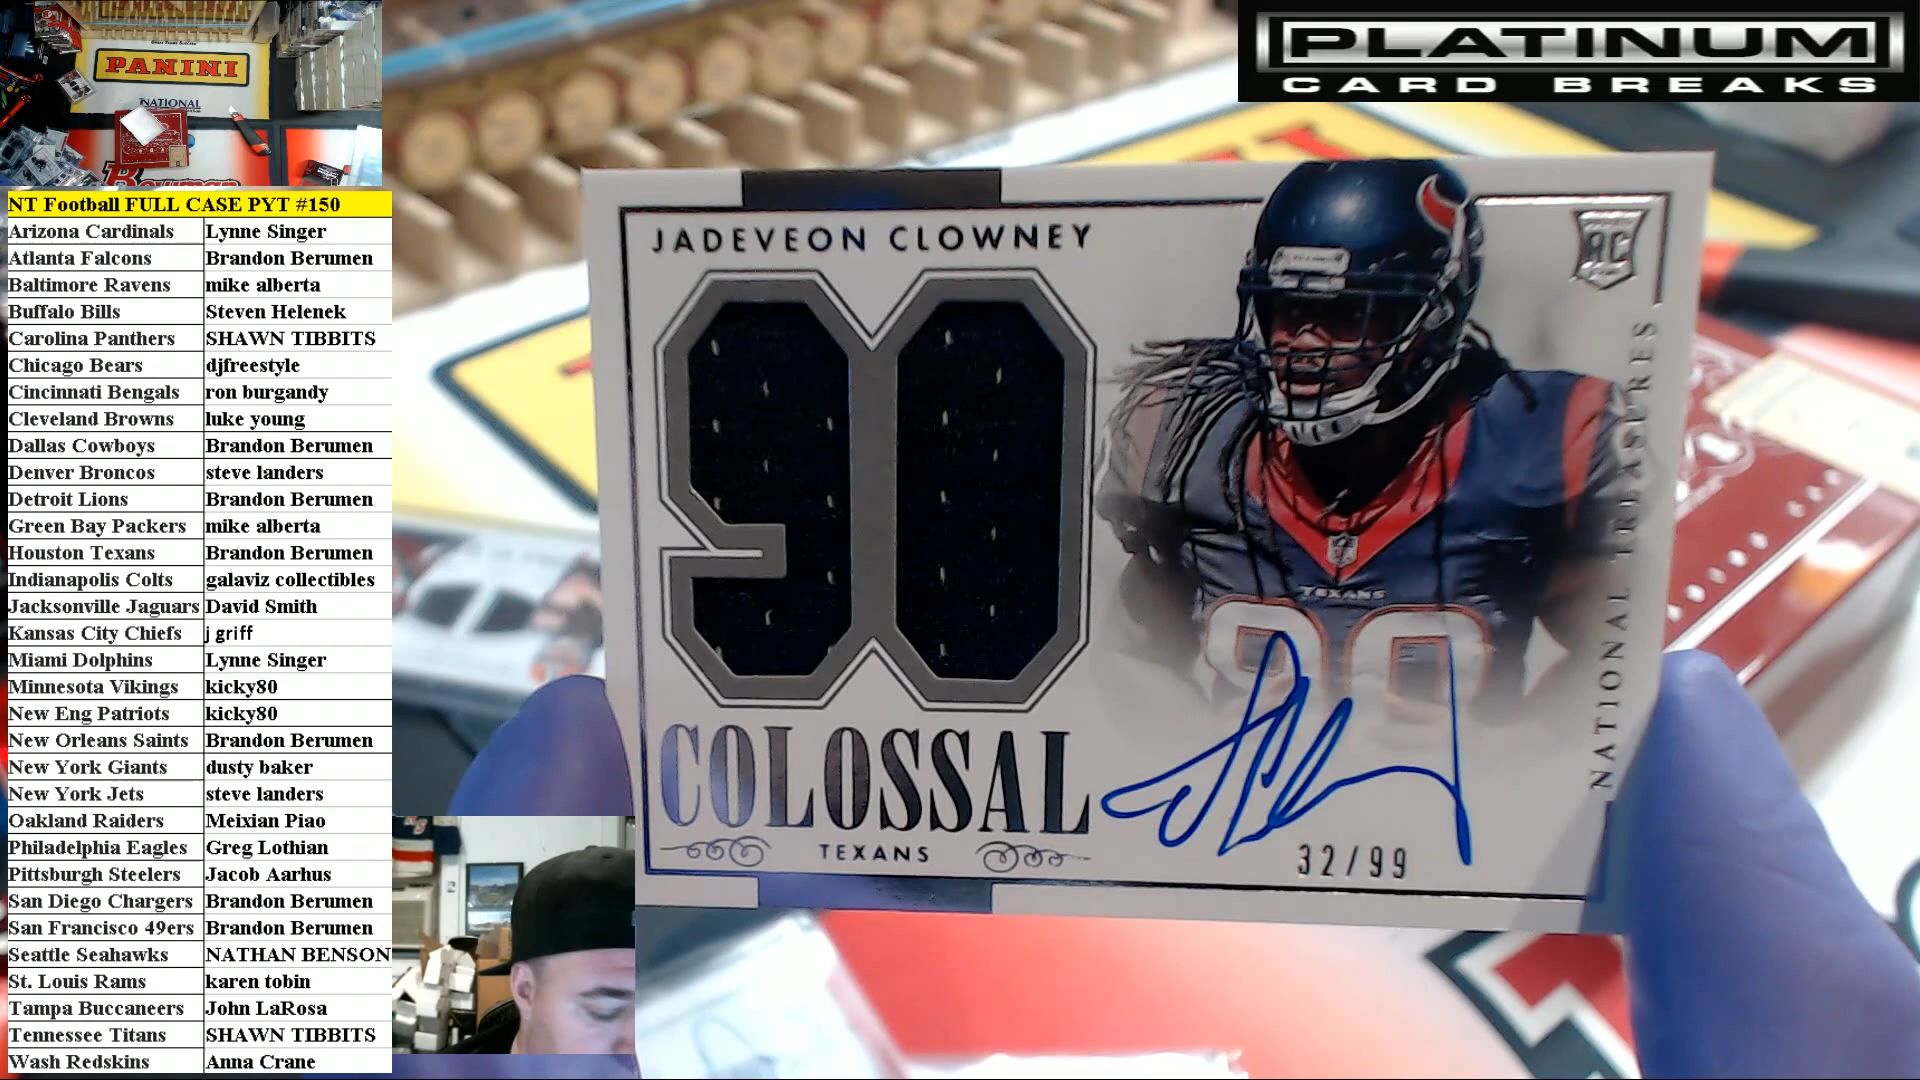 PANINI
NATIONAL
Bowman
PLATINUM
CARD BREAKS
NT Football FULL CASE PYT #150
Arizona Cardinals Lynne Singer
Atlanta Falcons Brandon Berumen
Baltimore Ravens mike alberta
Buffalo Bills Steven Helenek
Carolina Panthers SHAWN TIBBITS
Chicago Bears djfreestyle
Cincinnati Bengals ron burgandy
Cleveland Browns luke young
Dallas Cowboys Brandon Berumen
Denver Broncos steve landers
Detroit Lions Brandon Berumen
Green Bay Packers mike alberta
Houston Texans Brandon Berumen
Indianapolis Colts galaviz collectibles
Jacksonville Jaguars David Smith
Kansas City Chiefs j griff
Miami Dolphins Lynne Singer
Minnesota Vikings kicky80
New Eng Patriots kicky80
New Orleans Saints Brandon Berumen
New York Giants dusty baker
New York Jets steve landers
Oakland Raiders Meixian Piao
Philadelphia Eagles Greg Lothian
Pittsburgh Steelers Jacob Aarhus
San Diego Chargers Brandon Berumen
San Francisco 49ers Brandon Berumen
Seattle Seahawks NATHAN BENSON
St. Louis Rams karen tobin
Tampa Buccaneers John LaRosa
Tennessee Titans SHAWN TIBBITS
Wash Redskins Anna Crane
JADEVEON CLOWNEY
RC
90
TEXANS
90
COLOSSAL
TEXANS
32/99
NATIONAL TREASURES